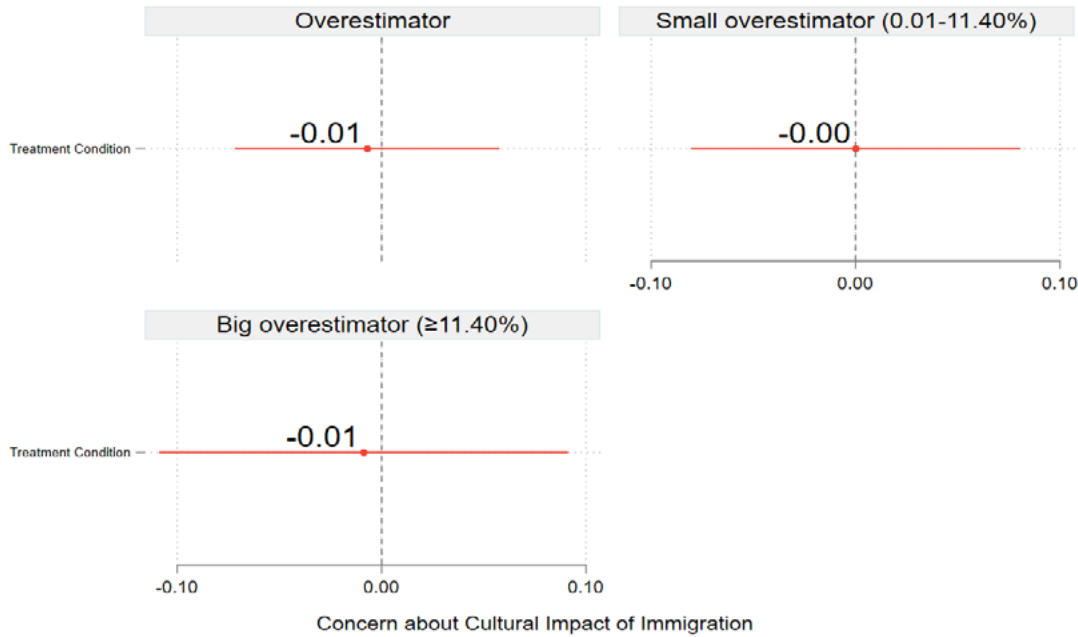 Overestimator
Small overestimator (0.01-11.40%)
-0.01
-0.00
Treatment Condition
-0.10 0.00 0.10
Big overestimator (≥11.40%)
-0.01
Treatment Condition
-0.10 0.00 0.10
Concern about Cultural Impact of Immigration